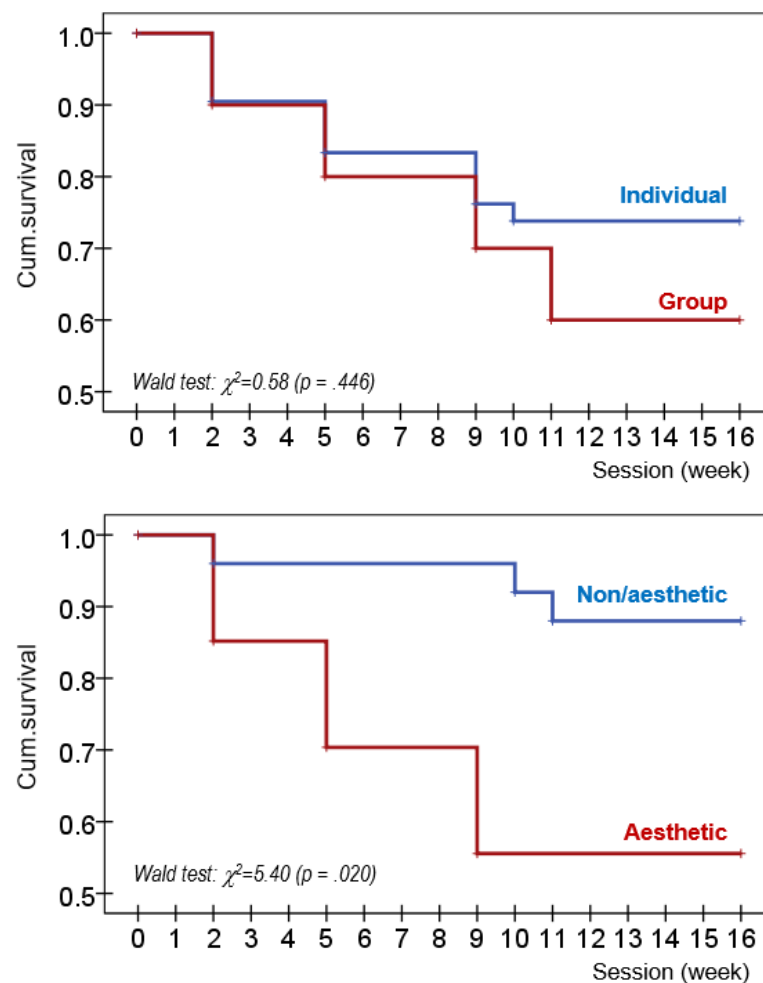 Cum.survival
1.0
0.9
0.8
0.7
0.6
0.5
Individual
Group
Wald test: χ²=0.58 (p = .446)
0 1 2 3 4 5 6 7 8 9 10 11 12 13 14 15 16
Session (week)
Cum.survival
1.0
0.9
0.8
0.7
0.6
0.5
Non/aesthetic
Aesthetic
Wald test: χ²=5.40 (p = .020)
0 1 2 3 4 5 6 7 8 9 10 11 12 13 14 15 16
Session (week)